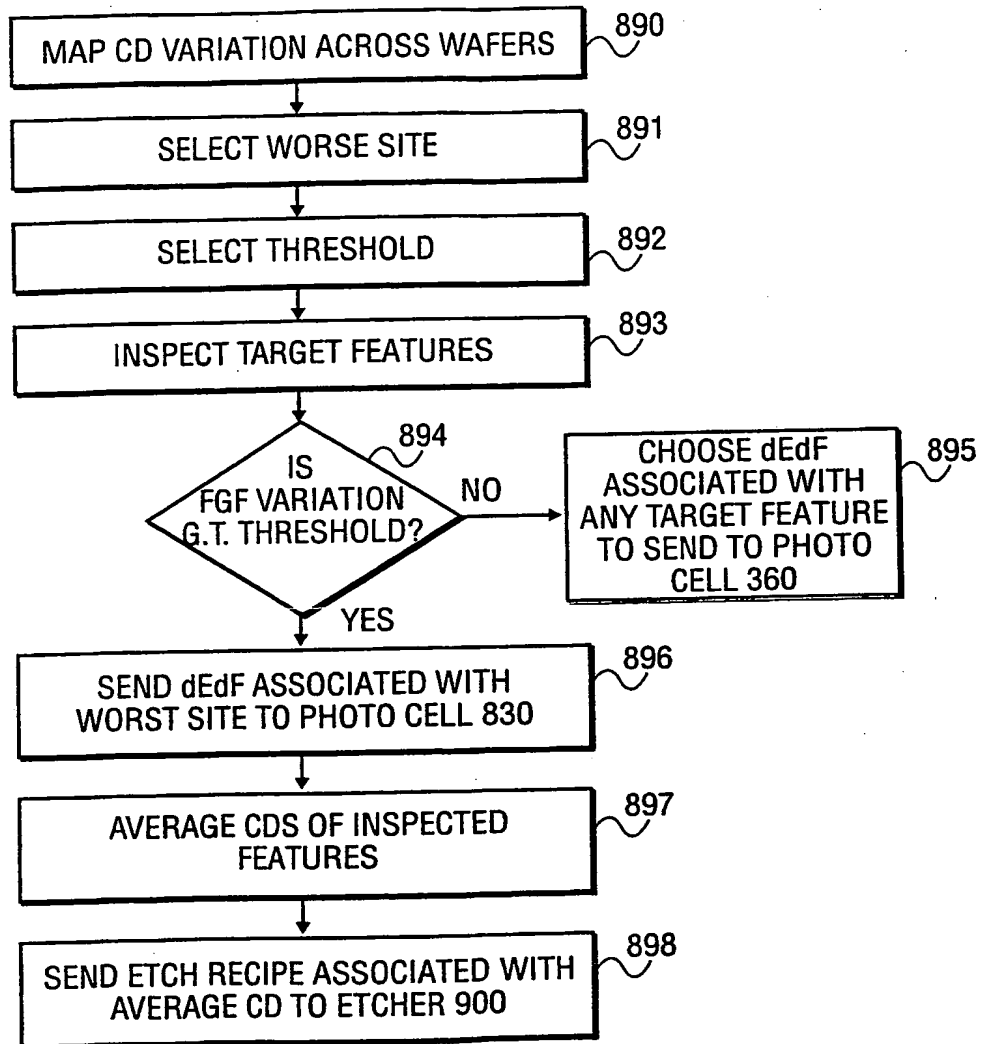 MAP CD VARIATION ACROSS WAFERS
890
SELECT WORSE SITE
891
SELECT THRESHOLD
892
INSPECT TARGET FEATURES
893
IS
FGF VARIATION
G.T. THRESHOLD?
894
NO
CHOOSE dEdF
ASSOCIATED WITH
ANY TARGET FEATURE
TO SEND TO PHOTO
CELL 360
895
YES
SEND dEdF ASSOCIATED WITH
WORST SITE TO PHOTO CELL 830
896
AVERAGE CDS OF INSPECTED
FEATURES
897
SEND ETCH RECIPE ASSOCIATED WITH
AVERAGE CD TO ETCHER 900
898